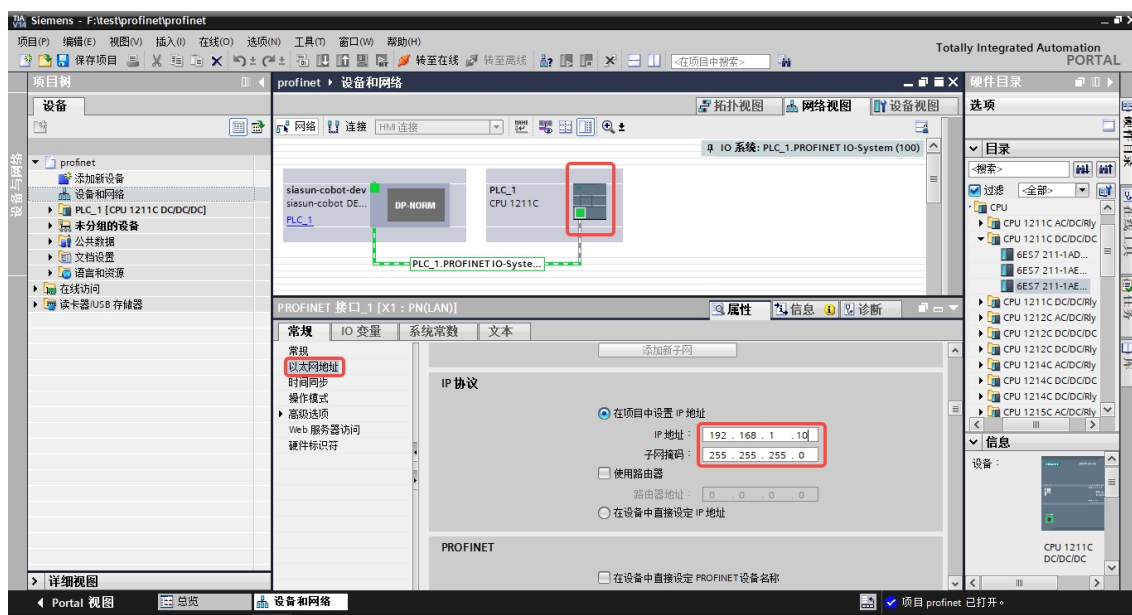 TIA V14 Siemens - F:\test\profinet\profinet
项目(P) 编辑(E) 视图(V) 插入(I) 在线(O) 选项(N) 工具(T) 窗口(W) 帮助(H)
Totally Integrated Automation
PORTAL
保存项目 转至在线 转至离线 <在项目中搜索>
项目树
设备
设备与网络
profinet
添加新设备
设备和网络
PLC_1 [CPU 1211C DC/DC/DC]
未分组的设备
公共数据
文档设置
语言和资源
在线访问
读卡器/USB 存储器
详细视图
profinet ▸ 设备和网络
拓扑视图 网络视图 设备视图
网络 连接 HMI 连接
IO 系统: PLC_1.PROFINET IO-System (100)
siasun-cobot-dev
siasun-cobot DE...
PLC_1
DP-NORM
PLC_1
CPU 1211C
PLC_1.PROFINET IO-Syste...
PROFINET 接口_1 [X1 : PN(LAN)]
属性 信息 诊断
常规 IO 变量 系统常数 文本
常规
以太网地址
时间同步
操作模式
高级选项
Web 服务器访问
硬件标识符
添加新子网
IP 协议
在项目中设置 IP 地址
IP 地址: 192 . 168 . 1 . 10
子网掩码: 255 . 255 . 255 . 0
使用路由器
路由器地址: 0 . 0 . 0 . 0
在设备中直接设定 IP 地址
PROFINET
在设备中直接设定 PROFINET 设备名称
硬件目录
选项
目录
<搜索>
过滤 <全部>
CPU
CPU 1211C AC/DC/Rly
CPU 1211C DC/DC/DC
6ES7 211-1AD...
6ES7 211-1AE...
6ES7 211-1AE...
CPU 1211C DC/DC/Rly
CPU 1212C AC/DC/Rly
CPU 1212C DC/DC/DC
CPU 1212C DC/DC/Rly
CPU 1214C AC/DC/Rly
CPU 1214C DC/DC/DC
CPU 1214C DC/DC/Rly
CPU 1215C AC/DC/Rly
信息
设备:
CPU 1211C
DC/DC/DC
在线工具
任务
库
Portal 视图 总览 设备和网络
项目 profinet 已打开。